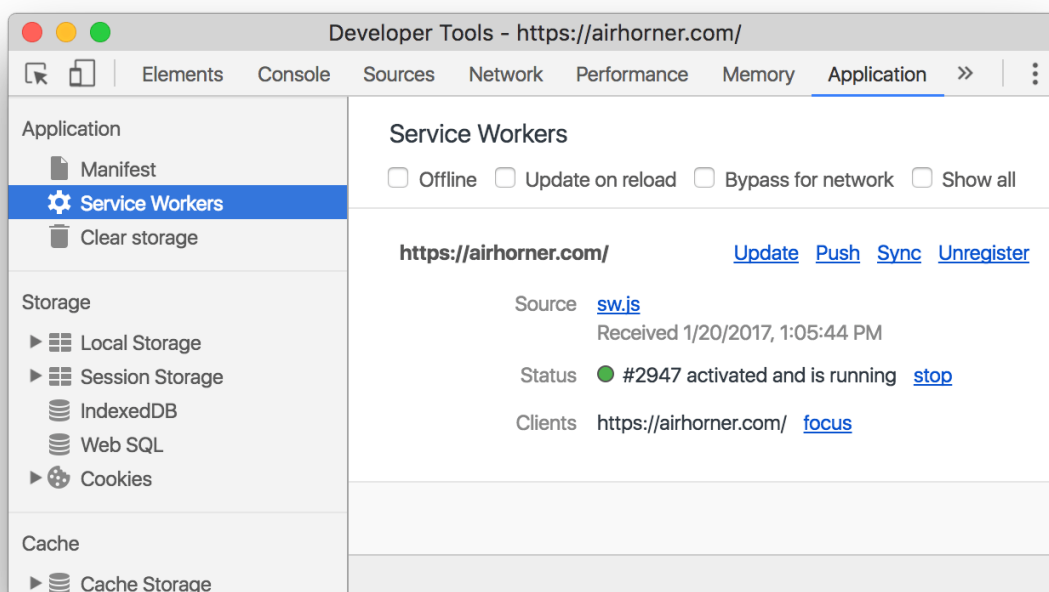 Developer Tools - https://airhorner.com/
Elements Console Sources Network Performance Memory Application »
Application
Manifest
Service Workers
Clear storage
Storage
Local Storage
Session Storage
IndexedDB
Web SQL
Cookies
Cache
Cache Storage
Service Workers
Offline Update on reload Bypass for network Show all
https://airhorner.com/ Update Push Sync Unregister
Source sw.js
Received 1/20/2017, 1:05:44 PM
Status #2947 activated and is running stop
Clients https://airhorner.com/ focus